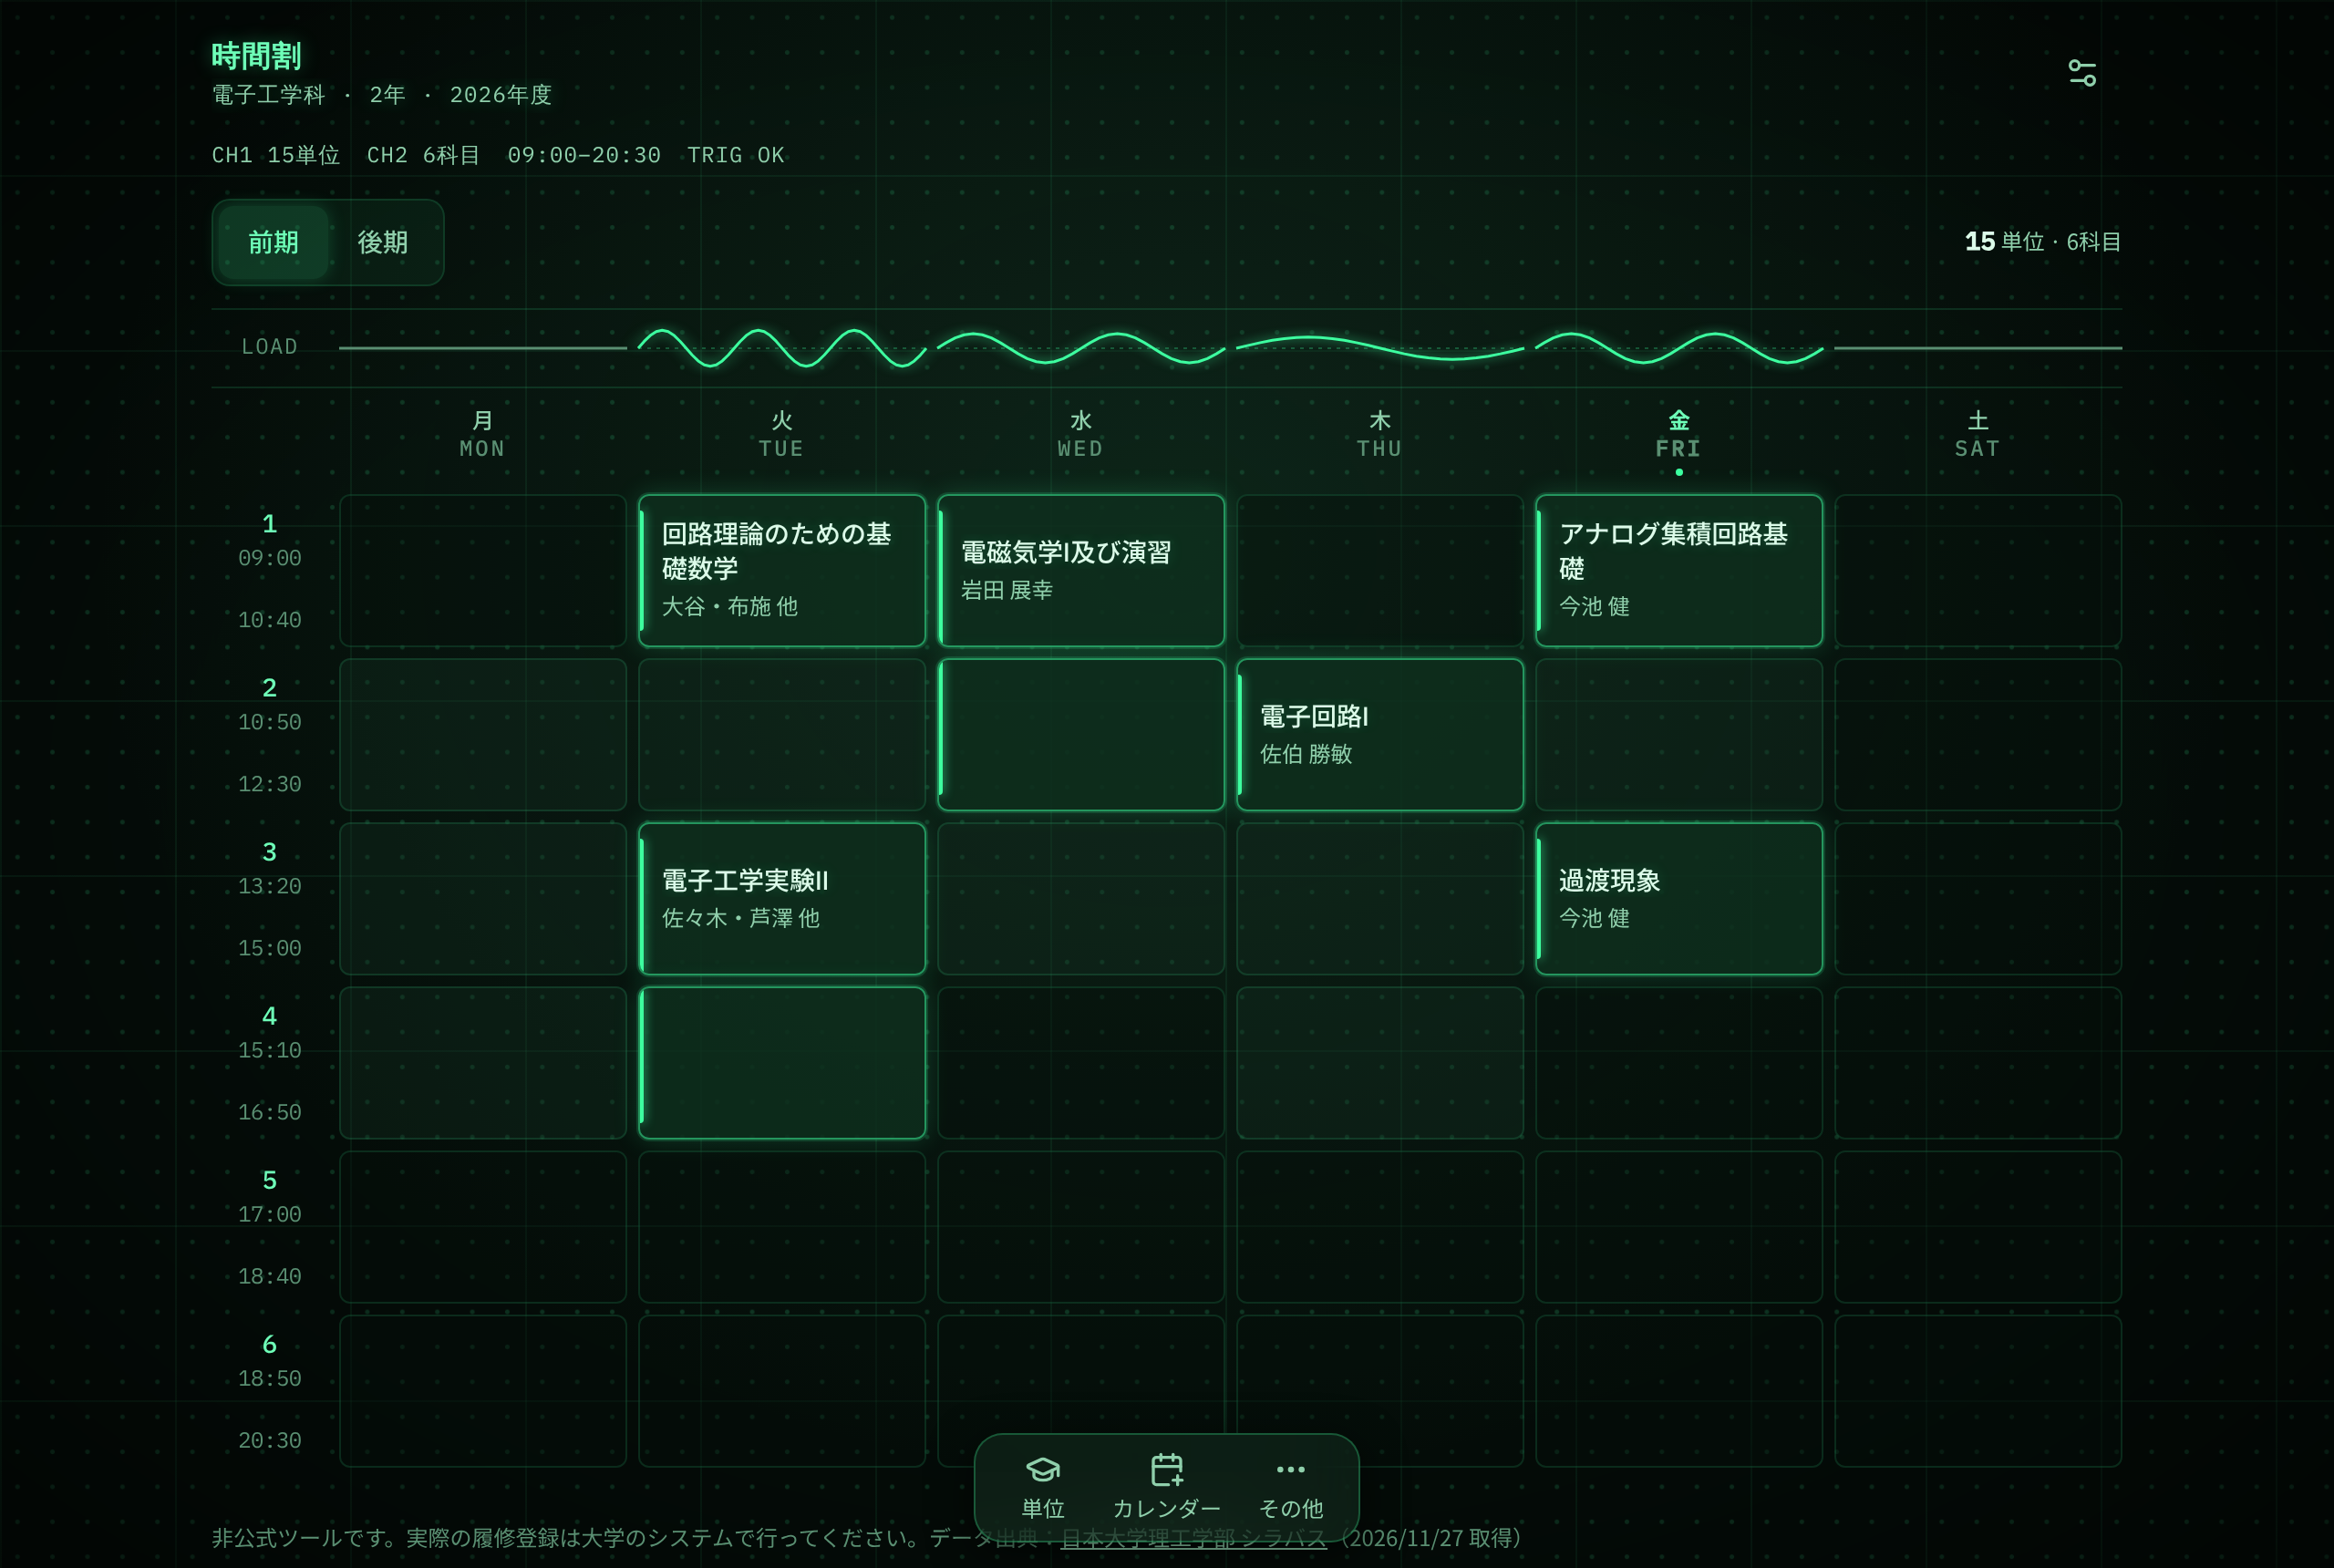 時間割
電子工学科 · 2年 · 2026年度
CH1 15単位 CH2 6科目 09:00−20:30 TRIG OK
前期 後期
15 単位 · 6科目
LOAD
月 火 水 木 金 土
MON TUE WED THU FRI SAT
1
09:00
10:40
回路理論のための基
礎数学
大谷・布施 他
電磁気学I及び演習
岩田 展幸
アナログ集積回路基
礎
今池 健
2
10:50
12:30
電子回路I
佐伯 勝敏
3
13:20
15:00
電子工学実験II
佐々木・芦澤 他
過渡現象
今池 健
4
15:10
16:50
5
17:00
18:40
6
18:50
20:30
単位 カレンダー その他
非公式ツールです。実際の履修登録は大学のシステムで行ってください。データ出典：日本大学理工学部 シラバス（2026/11/27 取得）